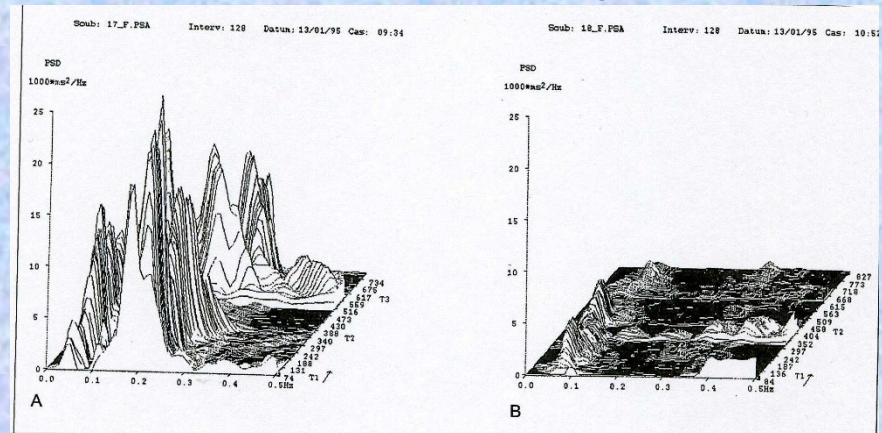 Soub: 17_F.PSA Interv: 128 Datum: 13/01/95 Cas: 09:34
PSD
1000*ms2/Hz
25
20
15
10
5
0
0.0 0.1 0.2 0.3 0.4 0.5Hz
734
675
617 T3
559
516
473
430
388
340 T2
297
242
188
131
74 T1
A
Soub: 18_F.PSA Interv: 128 Datum: 13/01/95 Cas: 10:52
PSD
1000*ms2/Hz
25
20
15
10
5
0
0.0 0.1 0.2 0.3 0.4 0.5Hz
827
773
718
668
615
563
509
458 T2
404
352
297
242
187
136 T1
84
B